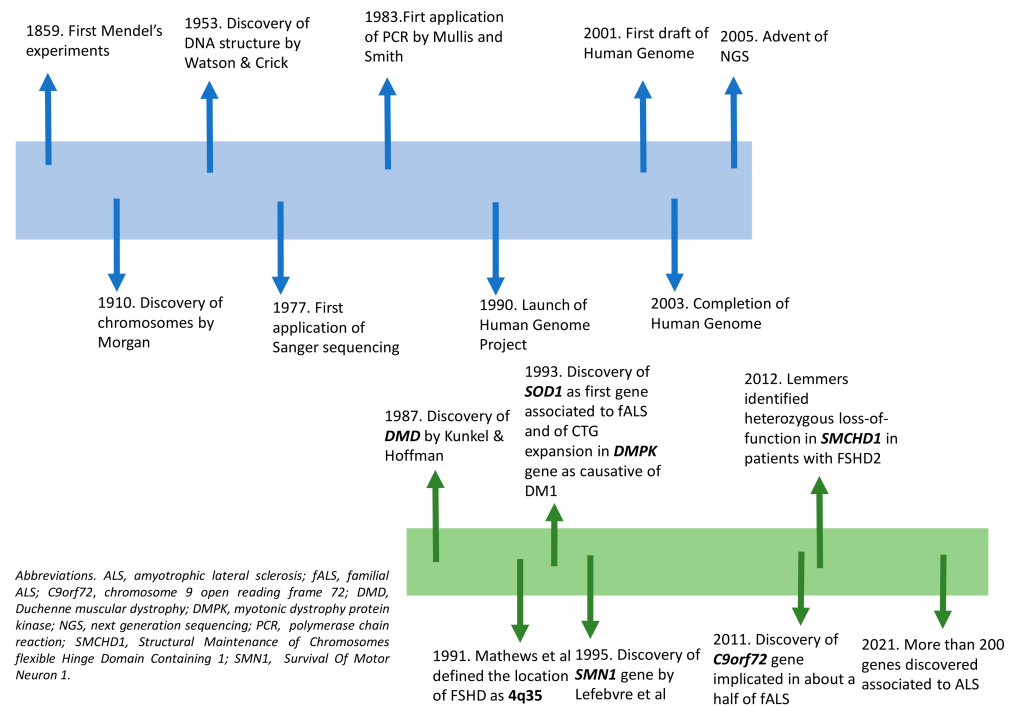 1859. First Mendel's
experiments
1953. Discovery of
DNA structure by
Watson & Crick
1983.Firt application
of PCR by Mullis and
Smith
2001. First draft of
Human Genome
2005. Advent of
NGS
1910. Discovery of
chromosomes by
Morgan
1977. First
application of
Sanger sequencing
1990. Launch of
Human Genome
Project
2003. Completion of
Human Genome
1987. Discovery of
DMD by Kunkel &
Hoffman
1993. Discovery of
SOD1 as first gene
associated to fALS
and of CTG
expansion in DMPK
gene as causative of
DM1
2012. Lemmers
identified
heterozygous loss-of-
function in SMCHD1 in
patients with FSHD2
Abbreviations. ALS, amyotrophic lateral sclerosis; fALS, familial
ALS; C9orf72, chromosome 9 open reading frame 72; DMD,
Duchenne muscular dystrophy; DMPK, myotonic dystrophy protein
kinase; NGS, next generation sequencing; PCR, polymerase chain
reaction; SMCHD1, Structural Maintenance of Chromosomes
flexible Hinge Domain Containing 1; SMN1, Survival Of Motor
Neuron 1.
1991. Mathews et al
defined the location
of FSHD as 4q35
1995. Discovery of
SMN1 gene by
Lefebvre et al
2011. Discovery of
C9orf72 gene
implicated in about a
half of fALS
2021. More than 200
genes discovered
associated to ALS